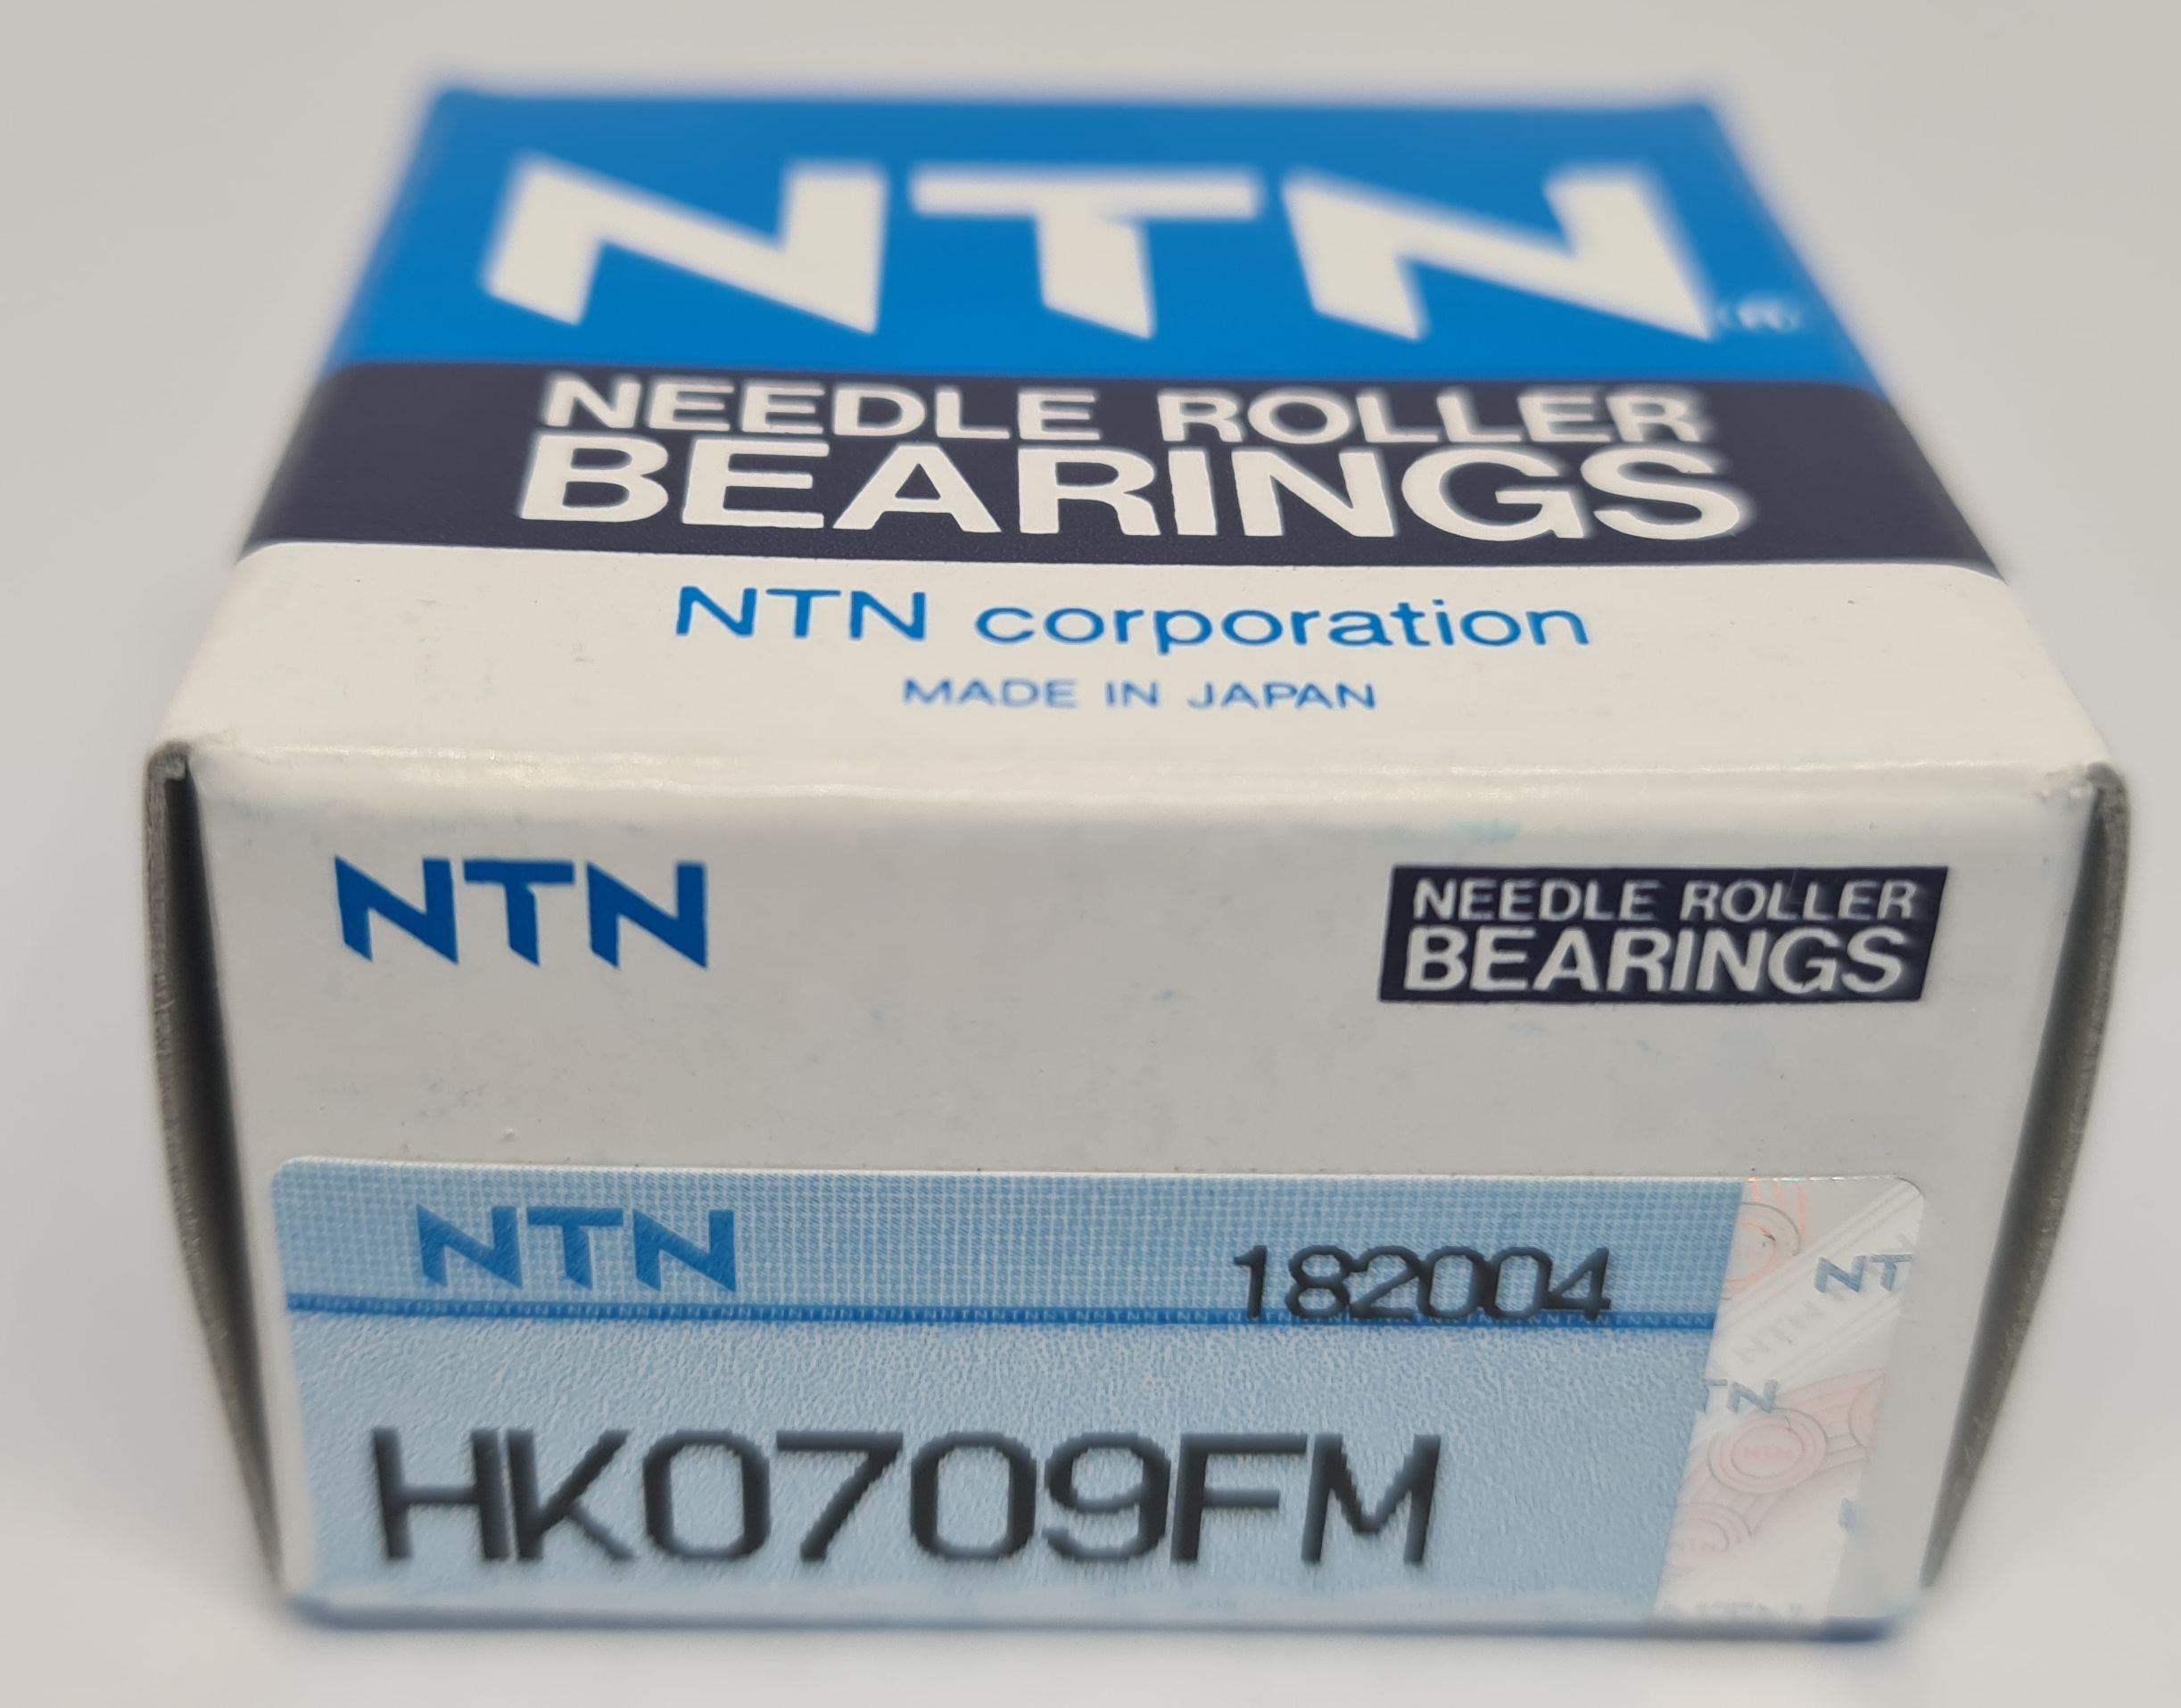 NTN ®
NEEDLE ROLLER
BEARINGS
NTN corporation
MADE IN JAPAN
NTN
NEEDLE ROLLER
BEARINGS
NTN
182004
HK0709FM